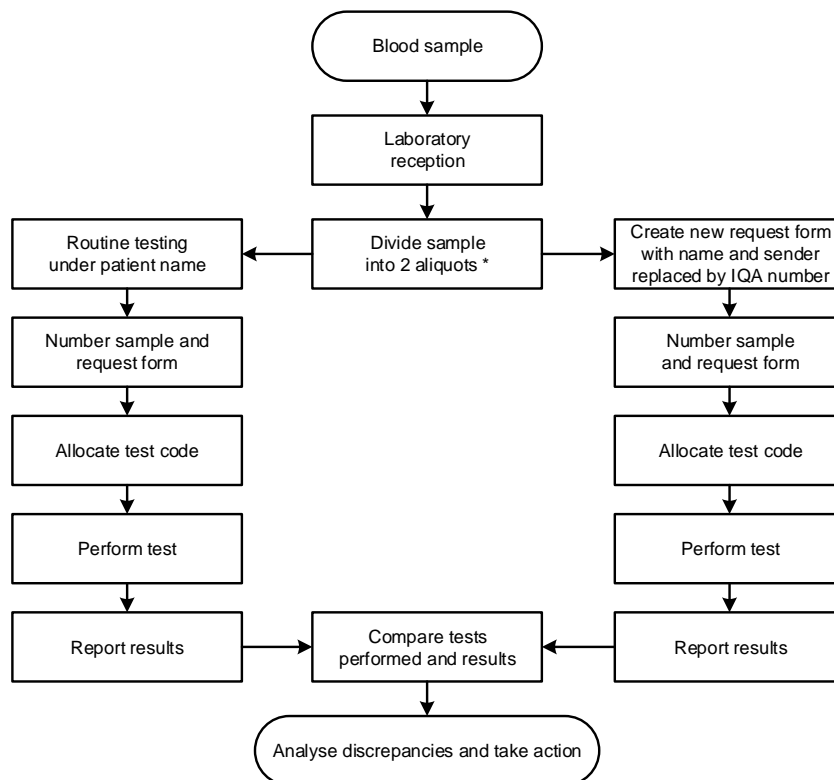 Blood sample
Laboratory
reception
Divide sample
into 2 aliquots *
Routine testing
under patient name
Create new request form
with name and sender
replaced by IQA number
Number sample and
request form
Number sample
and request form
Allocate test code
Allocate test code
Perform test
Perform test
Report results
Compare tests
performed and results
Report results
Analyse discrepancies and take action